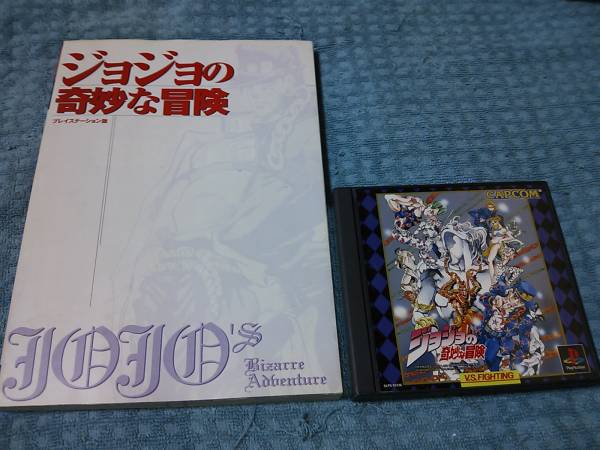 ジョジョの
奇妙な冒険
プレイステーション版
JOJO'S
Bizarre
Adventure
CAPCOM
ジョジョの
奇妙な冒険
V.S. FIGHTING
PlayStation